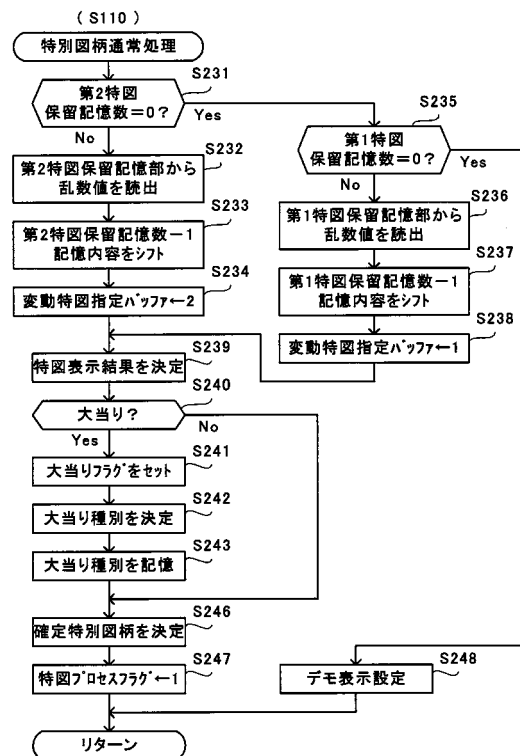 (S110)
特別図柄通常処理
S231
第2特図
保留記憶数=0?
Yes
No
S232
第2特図保留記憶部から
乱数値を読出
S233
第2特図保留記憶数-1
記憶内容をシフト
S234
変動特図指定バッファ←2
S235
第1特図
保留記憶数=0?
Yes
No
S236
第1特図保留記憶部から
乱数値を読出
S237
第1特図保留記憶数-1
記憶内容をシフト
S238
変動特図指定バッファ←1
S239
特図表示結果を決定
S240
大当り?
Yes
No
S241
大当りフラグをセット
S242
大当り種別を決定
S243
大当り種別を記憶
S246
確定特別図柄を決定
S247
特図プロセスフラグ←1
S248
デモ表示設定
リターン